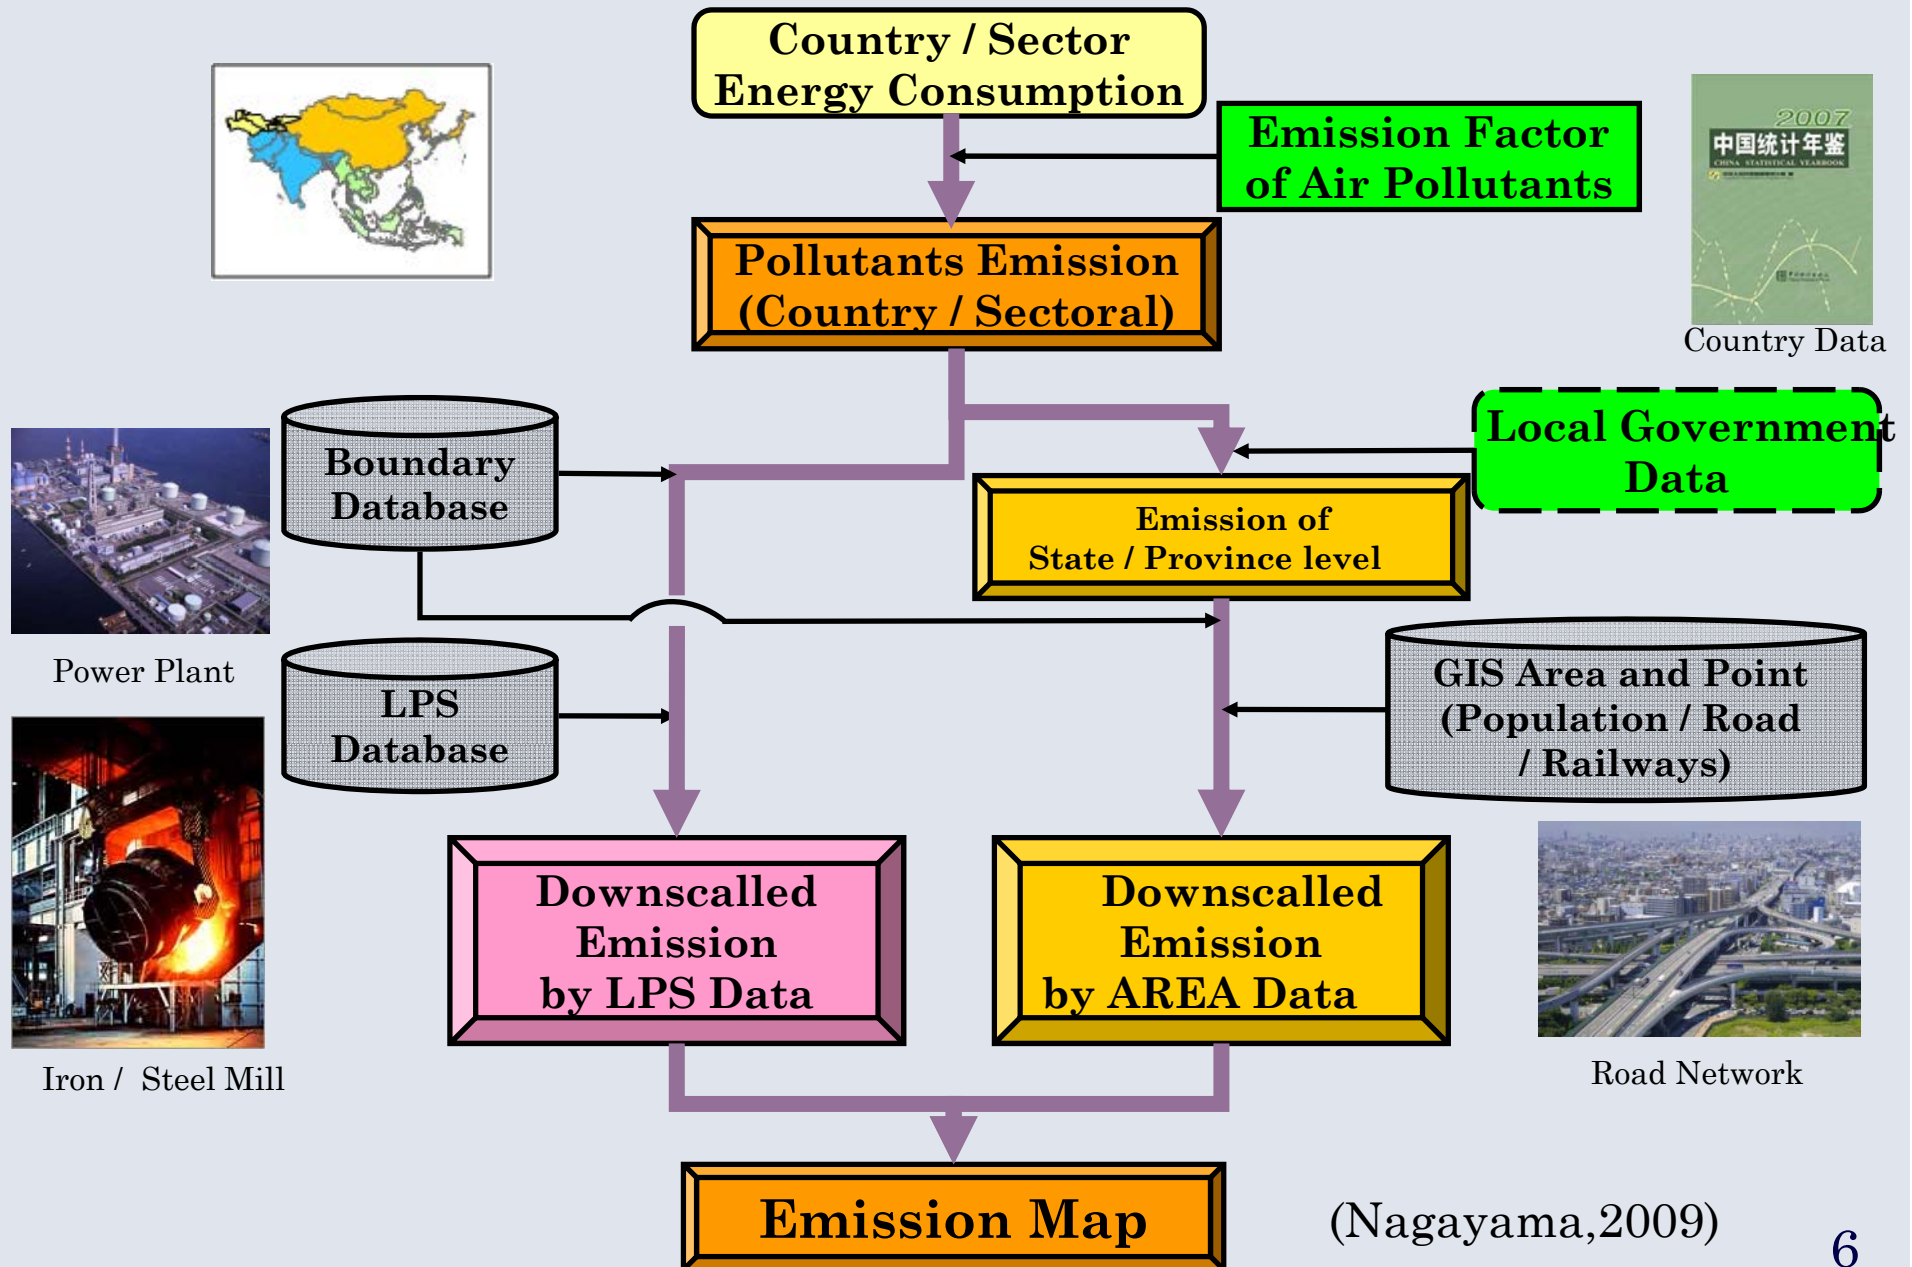 Country / Sector
Energy Consumption
Emission Factor
of Air Pollutants
2007
中国统计年鉴
CHINA STATISTICAL YEARBOOK
Pollutants Emission
(Country / Sectoral)
Country Data
Boundary
Database
Local Government
Data
Emission of
State / Province level
Power Plant
LPS
Database
GIS Area and Point
(Population / Road
/ Railways)
Downscalled
Emission
by LPS Data
Downscalled
Emission
by AREA Data
Iron / Steel Mill
Road Network
Emission Map
(Nagayama,2009)
6